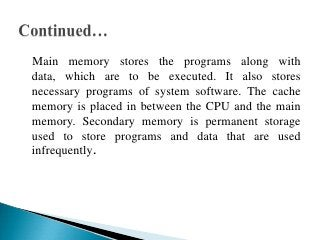 Continued…
Main memory stores the programs along with
data, which are to be executed. It also stores
necessary programs of system software. The cache
memory is placed in between the CPU and the main
memory. Secondary memory is permanent storage
used to store programs and data that are used
infrequently.